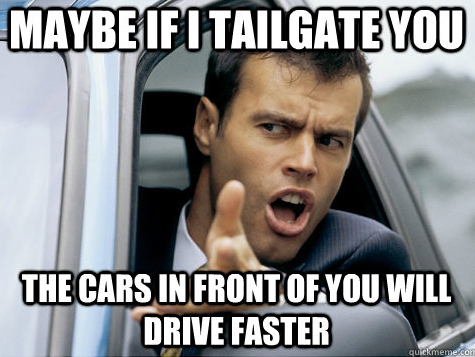 MAYBE IF I TAILGATE YOU
THE CARS IN FRONT OF YOU WILL
DRIVE FASTER
quickmeme.com